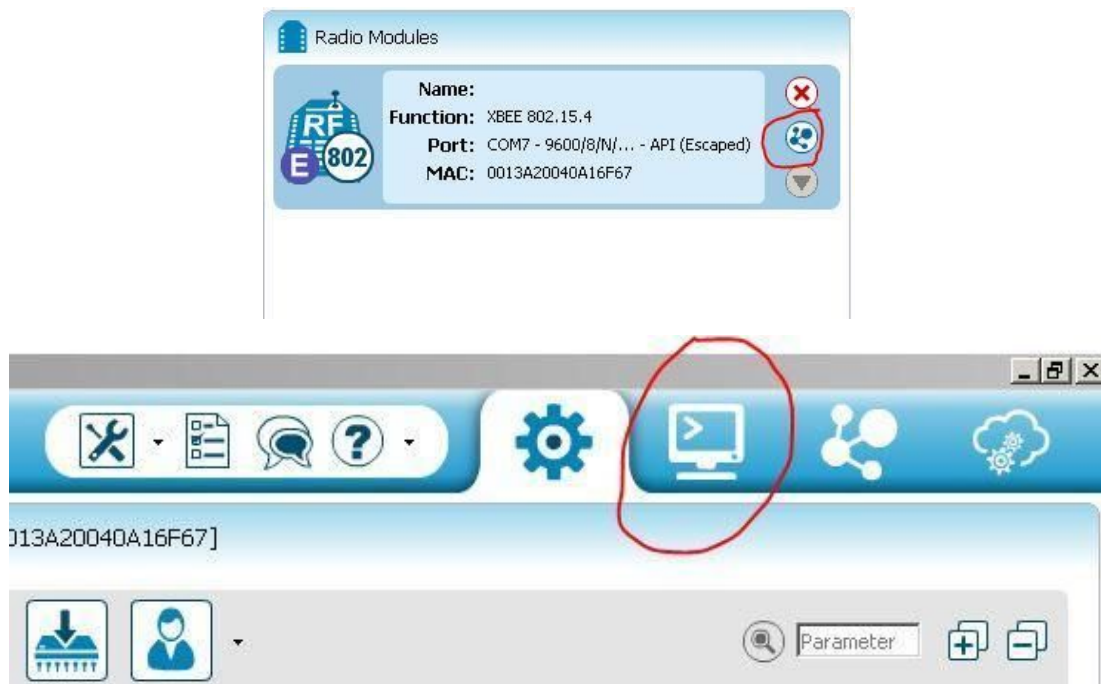 Radio Modules
Name:
Function: XBEE 802.15.4
Port: COM7 - 9600/8/N/... - API (Escaped)
MAC: 0013A20040A16F67
RF
E 802
013A20040A16F67]
Parameter